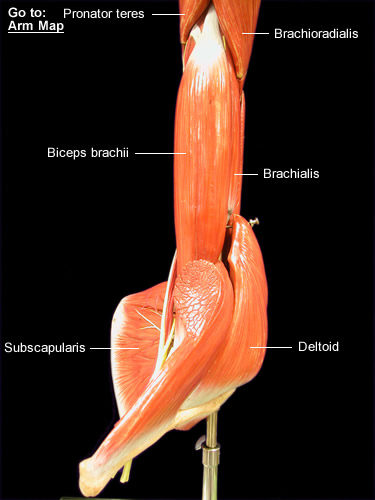 Go to: Pronator teres
Arm Map
Brachioradialis
Biceps brachii
Brachialis
Subscapularis
Deltoid